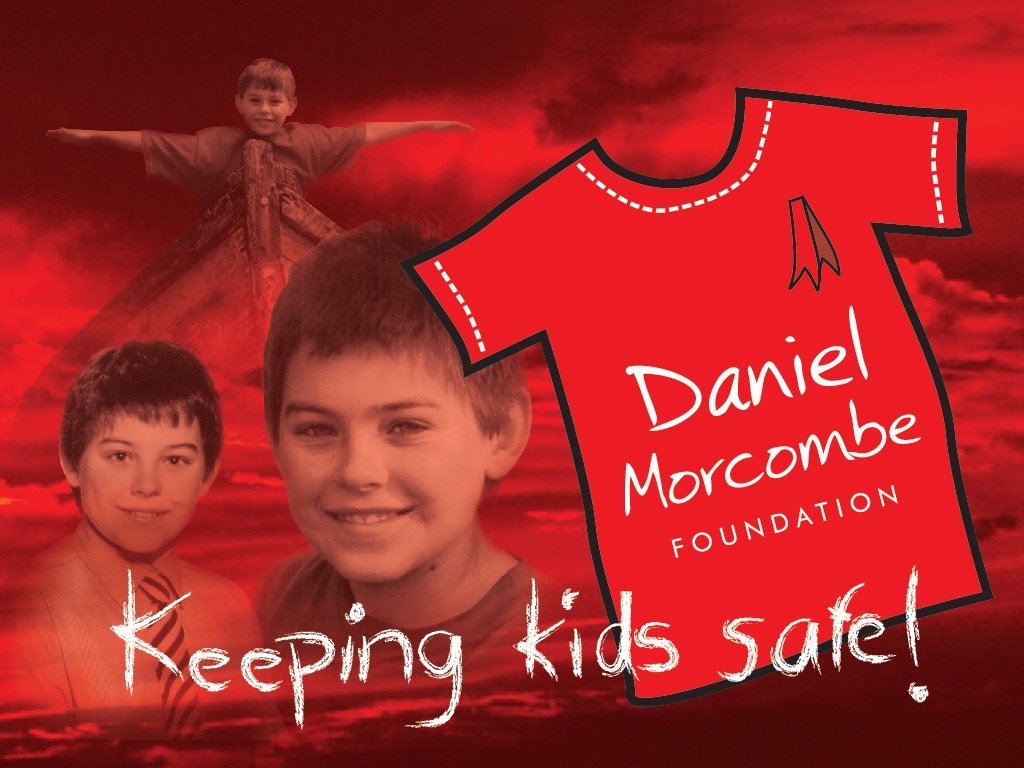 Daniel
Morcombe
FOUNDATION
Keeping kids safe!